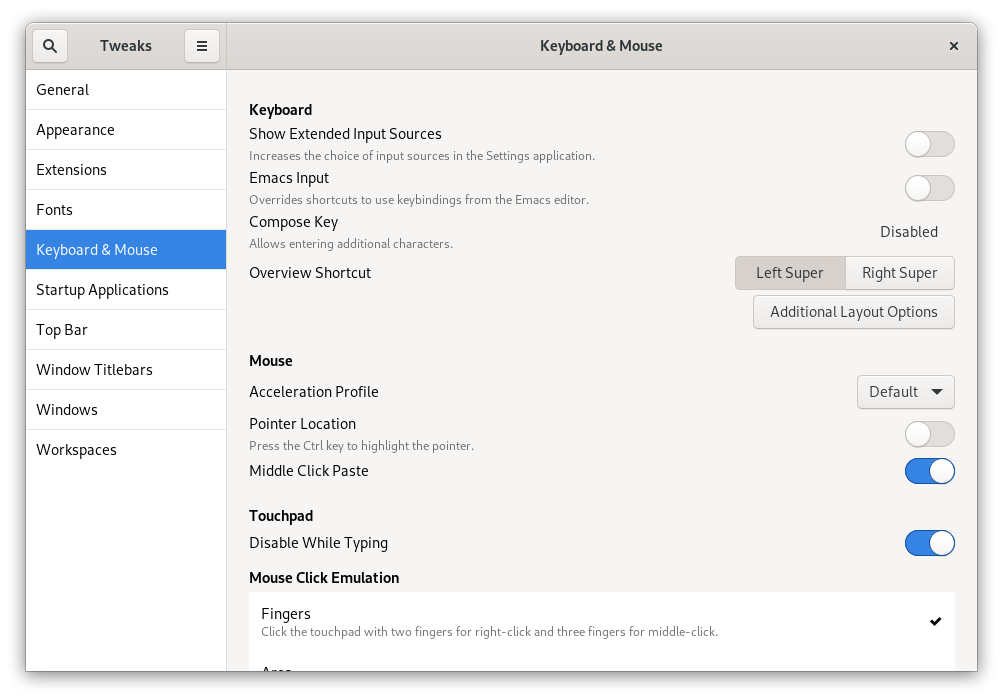 Tweaks
Keyboard & Mouse
General
Appearance
Extensions
Fonts
Keyboard & Mouse
Startup Applications
Top Bar
Window Titlebars
Windows
Workspaces
Keyboard
Show Extended Input Sources
Increases the choice of input sources in the Settings application.
Emacs Input
Overrides shortcuts to use keybindings from the Emacs editor.
Compose Key
Disabled
Allows entering additional characters.
Overview Shortcut
Left Super
Right Super
Additional Layout Options
Mouse
Acceleration Profile
Default
Pointer Location
Press the Ctrl key to highlight the pointer.
Middle Click Paste
Touchpad
Disable While Typing
Mouse Click Emulation
Fingers
Click the touchpad with two fingers for right-click and three fingers for middle-click.